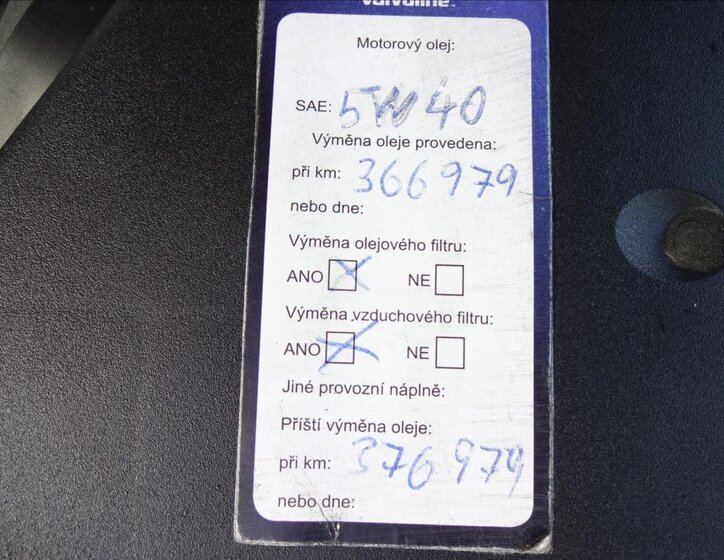 Valvoline™
Motorový olej:
SAE: 5W40
Výměna oleje provedena:
při km: 366979
nebo dne:
Výměna olejového filtru:
ANO NE
Výměna vzduchového filtru:
ANO NE
Jiné provozní náplně:
Příští výměna oleje:
při km: 376979
nebo dne: